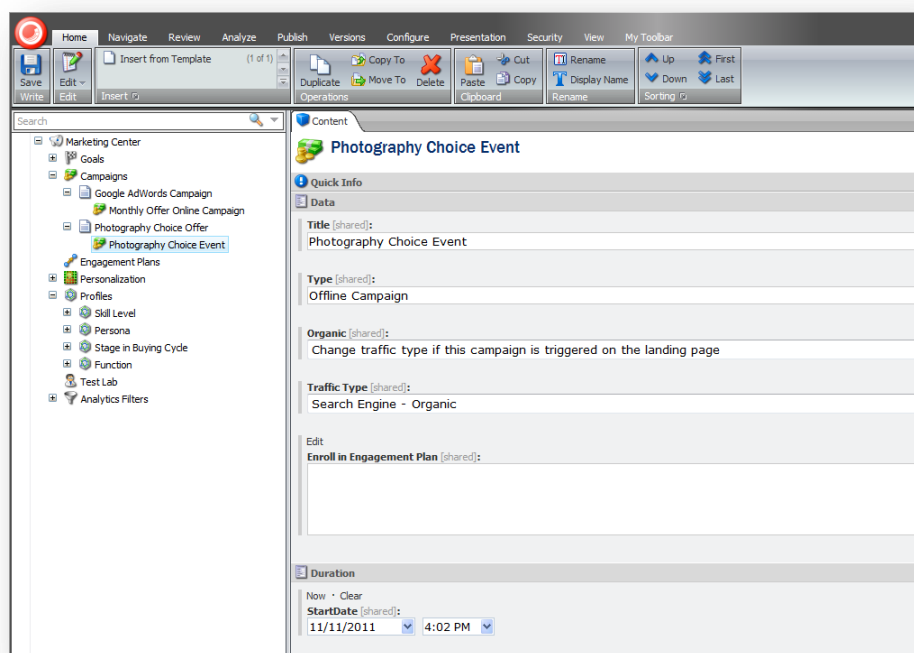 Home Navigate Review Analyze Publish Versions Configure Presentation Security View My Toolbar
Insert from Template (1 of 1) Copy To Cut Rename Up First
Save Edit Duplicate Move To Delete Paste Copy Display Name Down Last
Write Edit Insert Operations Clipboard Rename Sorting
Search
Content
Marketing Center
Goals
Campaigns
Google AdWords Campaign
Monthly Offer Online Campaign
Photography Choice Offer
Photography Choice Event
Engagement Plans
Personalization
Profiles
Skill Level
Persona
Stage in Buying Cycle
Function
Test Lab
Analytics Filters
Photography Choice Event
Quick Info
Data
Title [shared]:
Photography Choice Event
Type [shared]:
Offline Campaign
Organic [shared]:
Change traffic type if this campaign is triggered on the landing page
Traffic Type [shared]:
Search Engine - Organic
Edit
Enroll in Engagement Plan [shared]:
Duration
Now · Clear
StartDate [shared]:
11/11/2011 4:02 PM